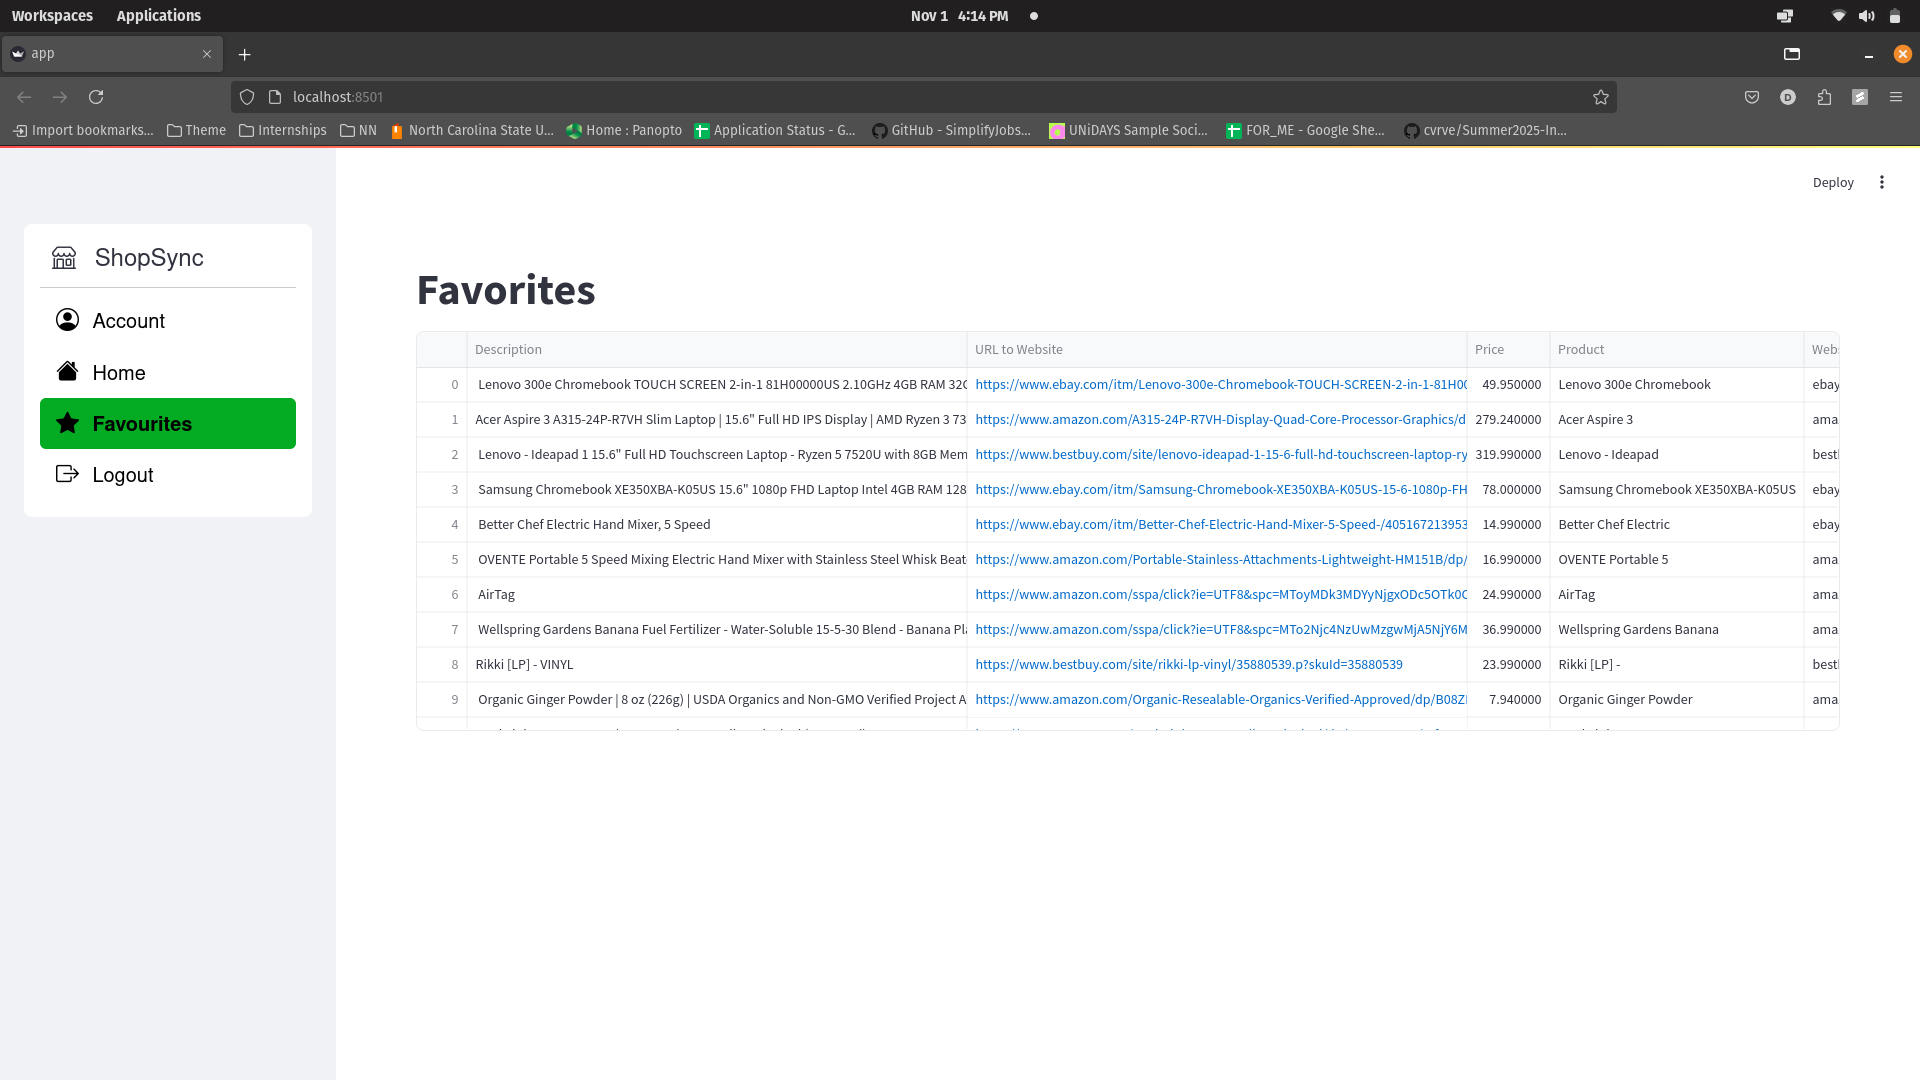 Workspaces Applications Nov 1 4:14 PM
app
localhost:8501
Import bookmarks... Theme Internships NN North Carolina State U... Home : Panopto Application Status - G... GitHub - SimplifyJobs... UNiDAYS Sample Soci... FOR_ME - Google She... cvrve/Summer2025-In...
Deploy
ShopSync
Account
Home
Favourites
Logout
Favorites
Description URL to Website Price Product Web
0 Lenovo 300e Chromebook TOUCH SCREEN 2-in-1 81H00000US 2.10GHz 4GB RAM 32G https://www.ebay.com/itm/Lenovo-300e-Chromebook-TOUCH-SCREEN-2-in-1-81H00 49.950000 Lenovo 300e Chromebook ebay
1 Acer Aspire 3 A315-24P-R7VH Slim Laptop | 15.6" Full HD IPS Display | AMD Ryzen 3 73 https://www.amazon.com/A315-24P-R7VH-Display-Quad-Core-Processor-Graphics/d 279.240000 Acer Aspire 3 ama
2 Lenovo - Ideapad 1 15.6" Full HD Touchscreen Laptop - Ryzen 5 7520U with 8GB Mem https://www.bestbuy.com/site/lenovo-ideapad-1-15-6-full-hd-touchscreen-laptop-ry 319.990000 Lenovo - Ideapad best
3 Samsung Chromebook XE350XBA-K05US 15.6" 1080p FHD Laptop Intel 4GB RAM 128 https://www.ebay.com/itm/Samsung-Chromebook-XE350XBA-K05US-15-6-1080p-FH 78.000000 Samsung Chromebook XE350XBA-K05US ebay
4 Better Chef Electric Hand Mixer, 5 Speed https://www.ebay.com/itm/Better-Chef-Electric-Hand-Mixer-5-Speed-/405167213953 14.990000 Better Chef Electric ebay
5 OVENTE Portable 5 Speed Mixing Electric Hand Mixer with Stainless Steel Whisk Beat https://www.amazon.com/Portable-Stainless-Attachments-Lightweight-HM151B/dp/ 16.990000 OVENTE Portable 5 ama
6 AirTag https://www.amazon.com/sspa/click?ie=UTF8&spc=MToyMDk3MDYyNjgxODc5OTk0O 24.990000 AirTag ama
7 Wellspring Gardens Banana Fuel Fertilizer - Water-Soluble 15-5-30 Blend - Banana Pla https://www.amazon.com/sspa/click?ie=UTF8&spc=MTo2Njc4NzUwMzgwMjA5NjY6M 36.990000 Wellspring Gardens Banana ama
8 Rikki [LP] - VINYL https://www.bestbuy.com/site/rikki-lp-vinyl/35880539.p?skuId=35880539 23.990000 Rikki [LP] - best
9 Organic Ginger Powder | 8 oz (226g) | USDA Organics and Non-GMO Verified Project A https://www.amazon.com/Organic-Resealable-Organics-Verified-Approved/dp/B08Z 7.940000 Organic Ginger Powder ama